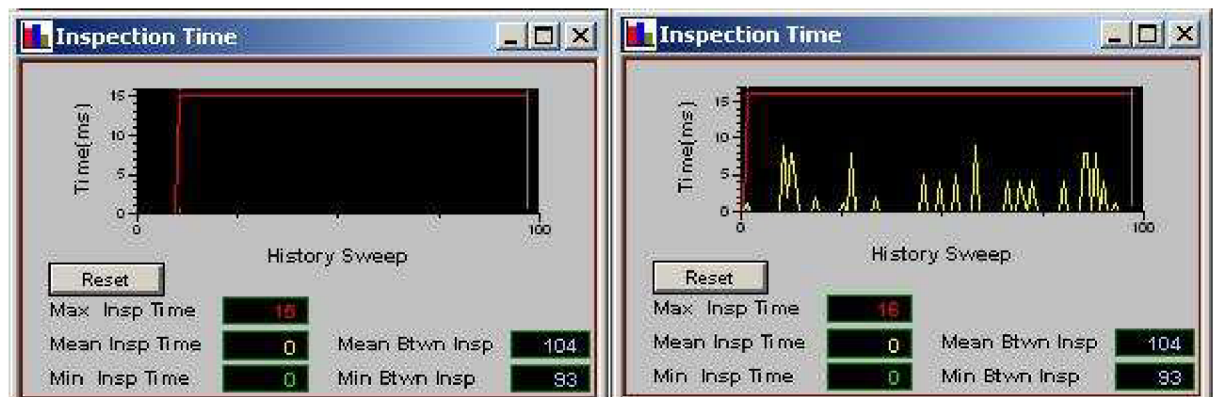 Inspection Time
Time(ms)
15
10
5
0
0
100
History Sweep
Reset
Max Insp Time 15
Mean Insp Time 0 Mean Btwn Insp 104
Min Insp Time 0 Min Btwn Insp 93
Inspection Time
Time(ms)
15
10
5
0
0
100
History Sweep
Reset
Max Insp Time 16
Mean Insp Time 0 Mean Btwn Insp 104
Min Insp Time 0 Min Btwn Insp 93